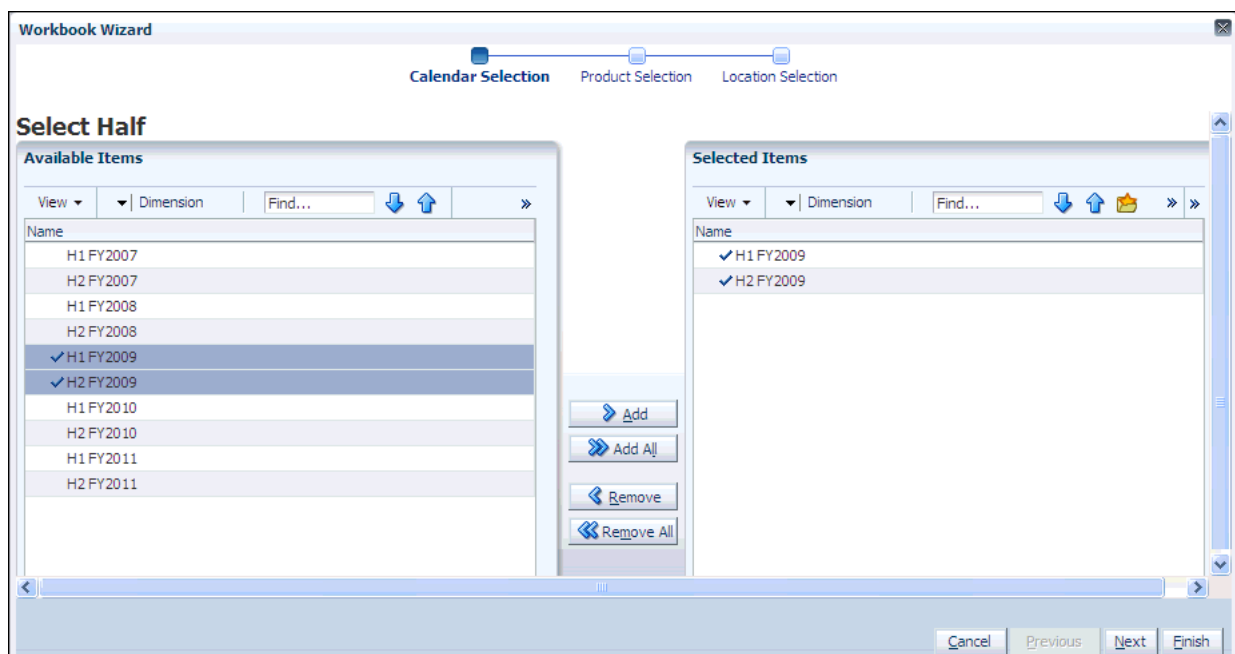 Workbook Wizard
Calendar Selection Product Selection Location Selection
Select Half
Available Items
View Dimension Find... »
Name
H1 FY2007
H2 FY2007
H1 FY2008
H2 FY2008
H1 FY2009
H2 FY2009
H1 FY2010
H2 FY2010
H1 FY2011
H2 FY2011
Add
Add All
Remove
Remove All
Selected Items
View Dimension Find... » »
Name
H1 FY2009
H2 FY2009
Cancel Previous Next Finish